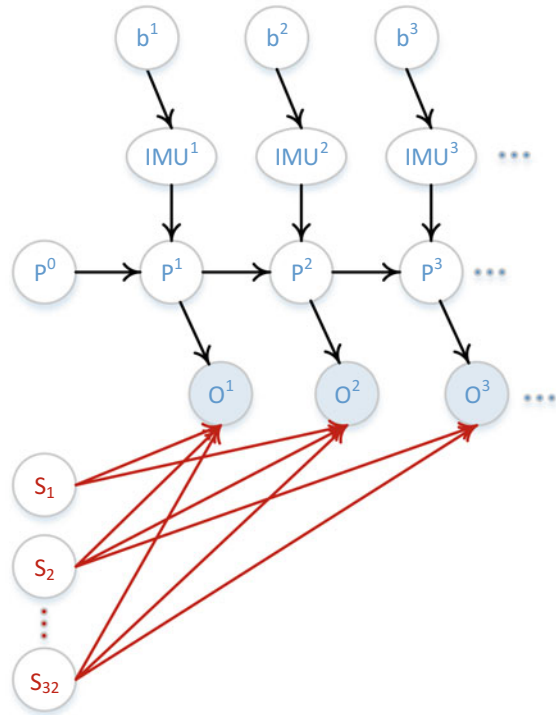 b¹ b² b³
IMU¹ IMU² IMU³
P⁰ P¹ P² P³
O¹ O² O³
S₁
S₂
S₃₂